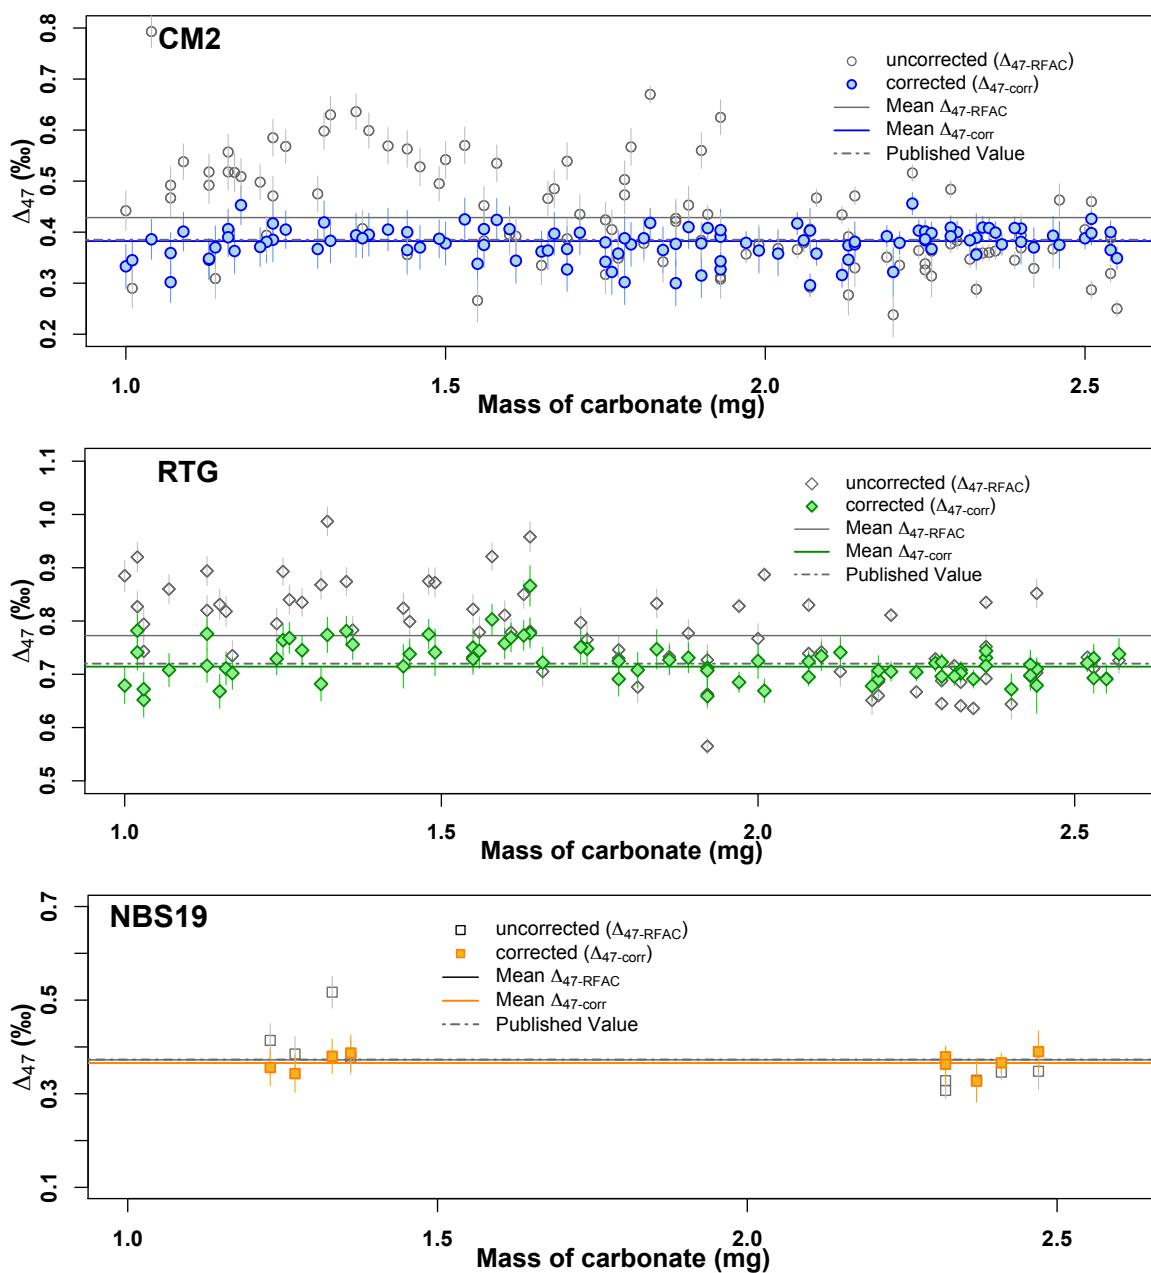 CM2
0.8
0.7
0.6
0.5
0.4
0.3
0.2
Δ47 (‰)
uncorrected (Δ47-RFAC)
corrected (Δ47-corr)
Mean Δ47-RFAC
Mean Δ47-corr
Published Value
1.0 1.5 2.0 2.5
Mass of carbonate (mg)
RTG
1.1
1.0
0.9
0.8
0.7
0.6
0.5
Δ47 (‰)
uncorrected (Δ47-RFAC)
corrected (Δ47-corr)
Mean Δ47-RFAC
Mean Δ47-corr
Published Value
1.0 1.5 2.0 2.5
Mass of carbonate (mg)
NBS19
0.7
0.5
0.3
0.1
Δ47 (‰)
uncorrected (Δ47-RFAC)
corrected (Δ47-corr)
Mean Δ47-RFAC
Mean Δ47-corr
Published Value
1.0 1.5 2.0 2.5
Mass of carbonate (mg)